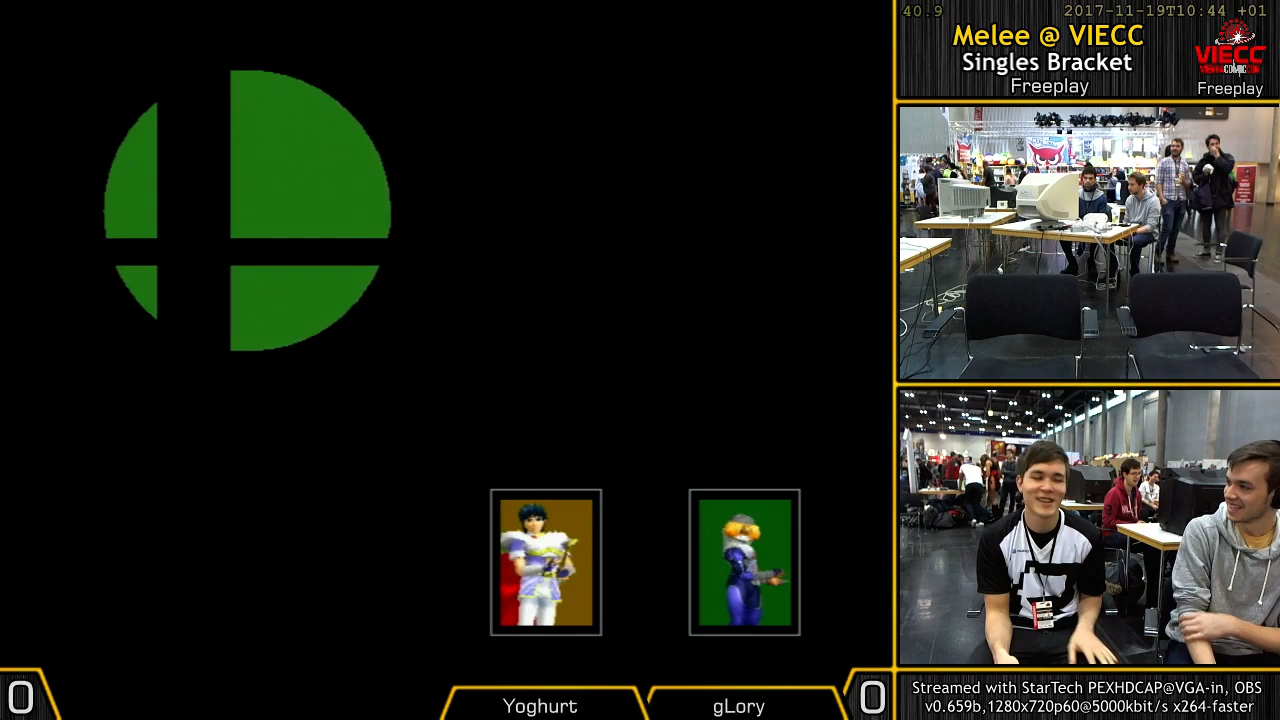 40.9
2017-11-19T10:44 +01
Melee @ VIECC
Singles Bracket
Freeplay
VIECC
Freeplay
0
Yoghurt
gLory
0
Streamed with StarTech PEXHDCAP@VGA-in, OBS
v0.659b,1280x720p60@5000kbit/s x264-faster